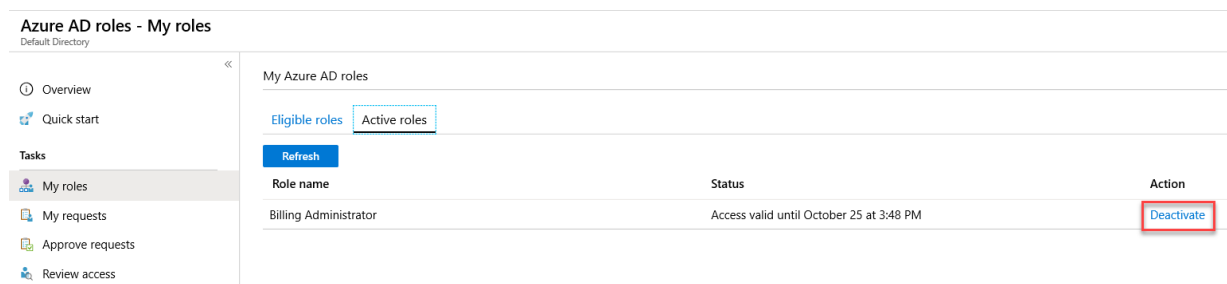 Azure AD roles - My roles
Default Directory
«
Overview
Quick start
Tasks
My roles
My requests
Approve requests
Review access
My Azure AD roles
Eligible roles Active roles
Refresh
Role name Status Action
Billing Administrator Access valid until October 25 at 3:48 PM Deactivate